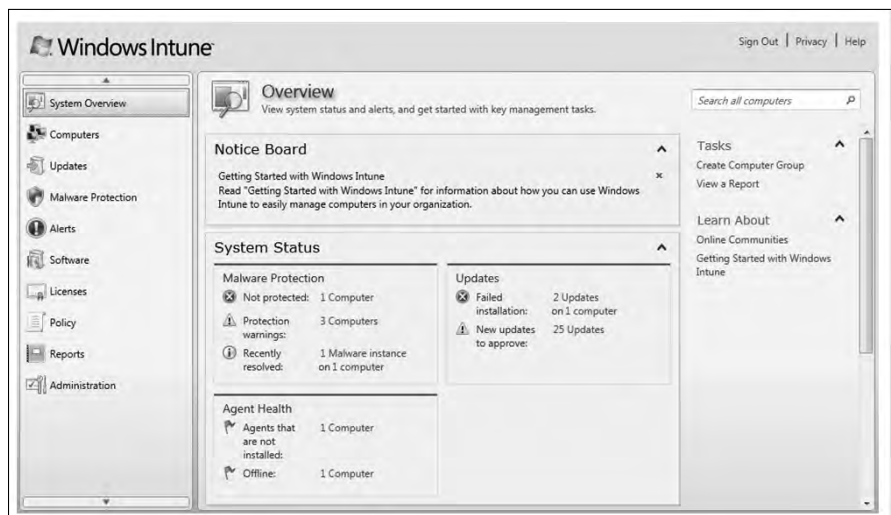 Windows Intune
Sign Out | Privacy | Help
System Overview
Computers
Updates
Malware Protection
Alerts
Software
Licenses
Policy
Reports
Administration
Overview
View system status and alerts, and get started with key management tasks.
Notice Board
Getting Started with Windows Intune
Read "Getting Started with Windows Intune" for information about how you can use Windows
Intune to easily manage computers in your organization.
System Status
Malware Protection
Not protected: 1 Computer
Protection 3 Computers
warnings:
Recently 1 Malware instance
resolved: on 1 computer
Updates
Failed 2 Updates
installation: on 1 computer
New updates 25 Updates
to approve:
Agent Health
Agents that 1 Computer
are not
installed:
Offline: 1 Computer
Search all computers
Tasks
Create Computer Group
View a Report
Learn About
Online Communities
Getting Started with Windows
Intune